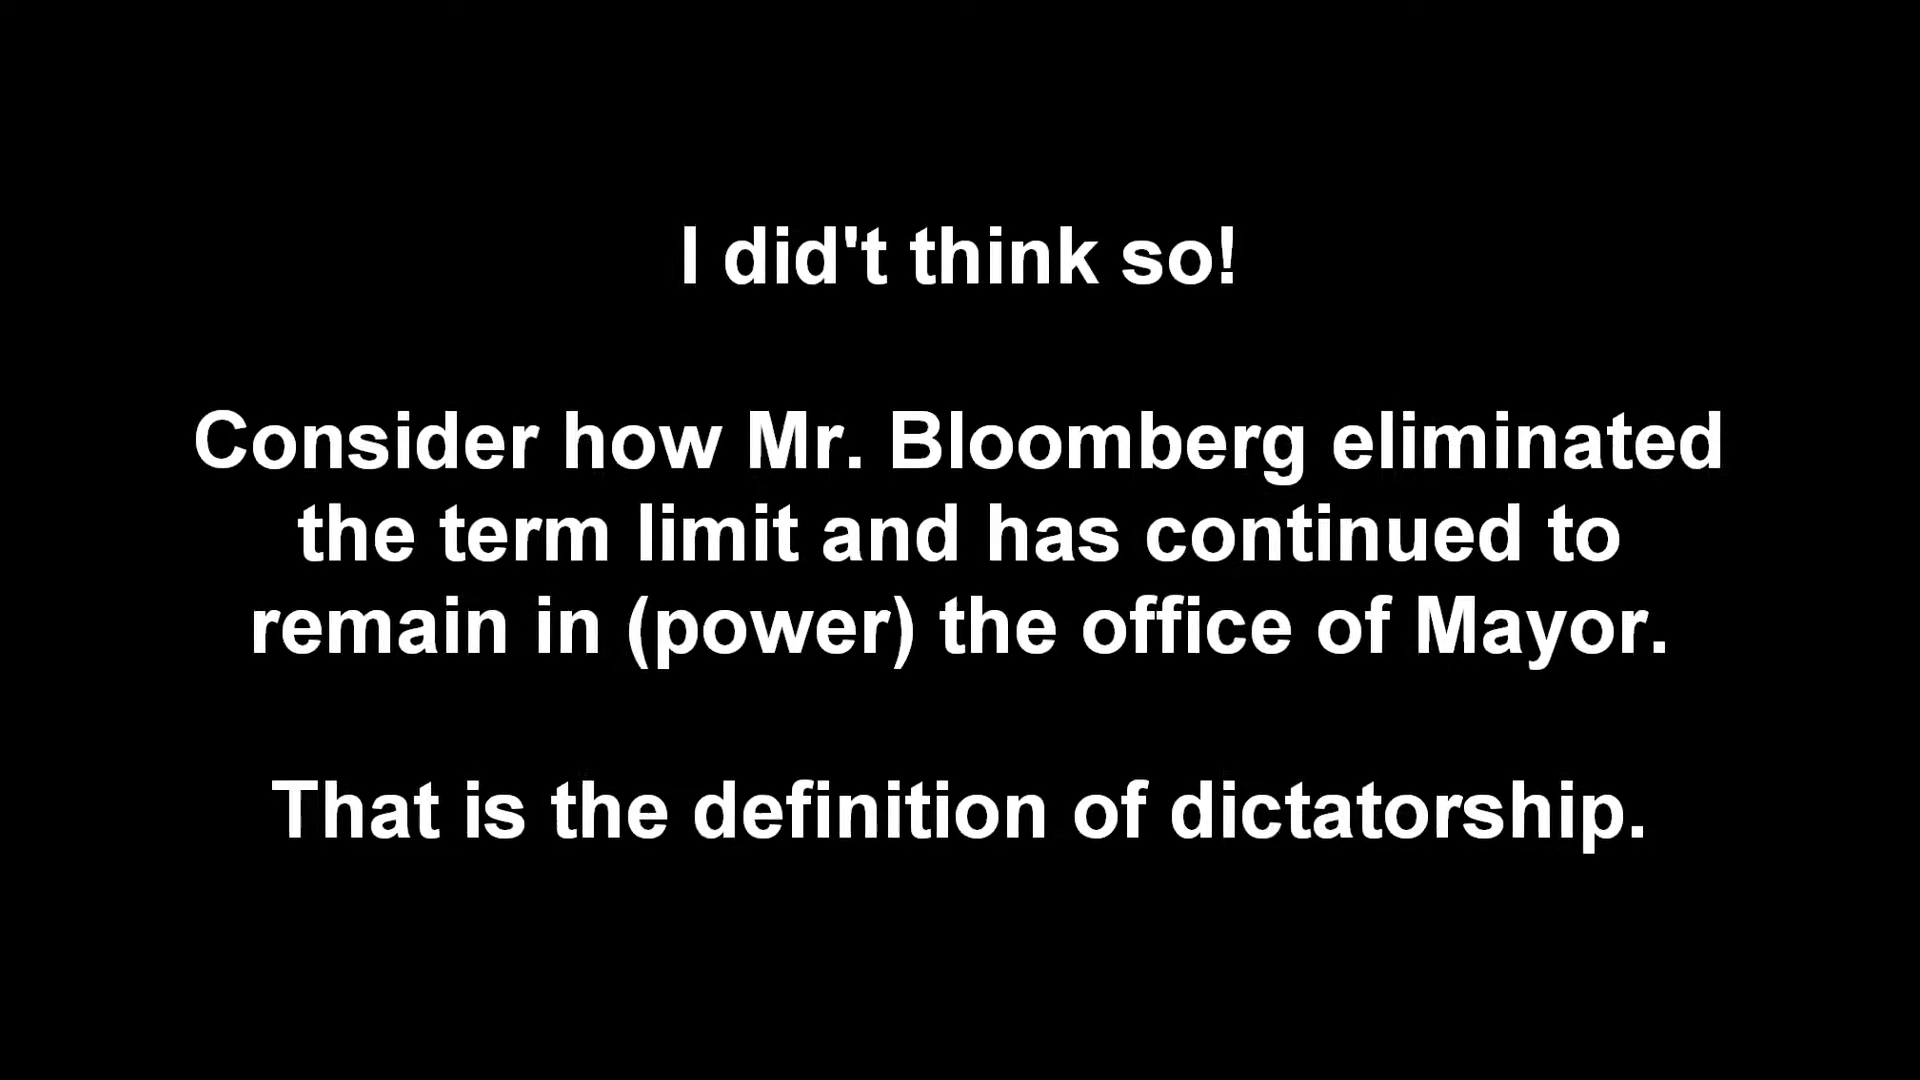 I did't think so!
Consider how Mr. Bloomberg eliminated
the term limit and has continued to
remain in (power) the office of Mayor.
That is the definition of dictatorship.